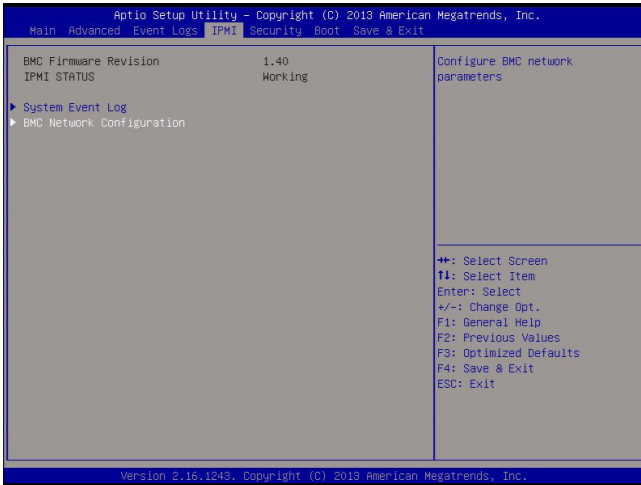 Aptio Setup Utility – Copyright (C) 2013 American Megatrends, Inc.
Main Advanced Event Logs IPMI Security Boot Save & Exit
BMC Firmware Revision 1.40
IPMI STATUS Working
▶ System Event Log
▶ BMC Network Configuration
Configure BMC network
parameters
→←: Select Screen
↑↓: Select Item
Enter: Select
+/-: Change Opt.
F1: General Help
F2: Previous Values
F3: Optimized Defaults
F4: Save & Exit
ESC: Exit
Version 2.16.1243. Copyright (C) 2013 American Megatrends, Inc.